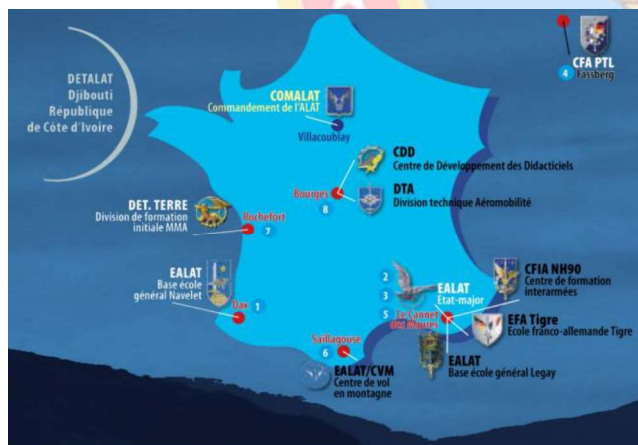 DETALAT
Djibouti
République
de Côte d'Ivoire
CFA PTL
4 Fassberg
COMALAT
Commandement de l'ALAT
Villacoublay
CDD
Centre de Développement des Didacticiels
Bourges
8
DTA
Division technique Aéromobilité
DET. TERRE
Division de formation
initiale MMA
Rochefort
7
EALAT
Base école
général Navelet
Dax 1
2
3
5
EALAT
Etat-major
Le Cannet
des Maures
CFIA NH90
Centre de formation
interarmées
EFA Tigre
Ecole franco-allemande Tigre
EALAT
Base école général Legay
Saillagouse
6
EALAT/CVM
Centre de vol
en montagne